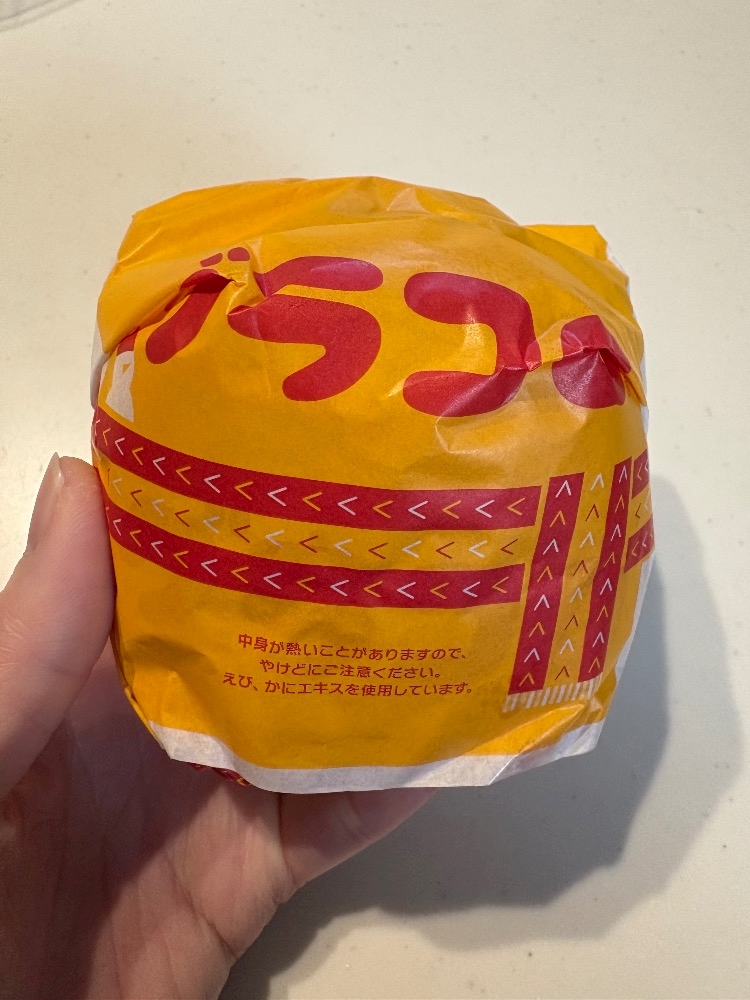 グラコ
中身が熱いことがありますので、
やけどにご注意ください。
えび、かにエキスを使用しています。